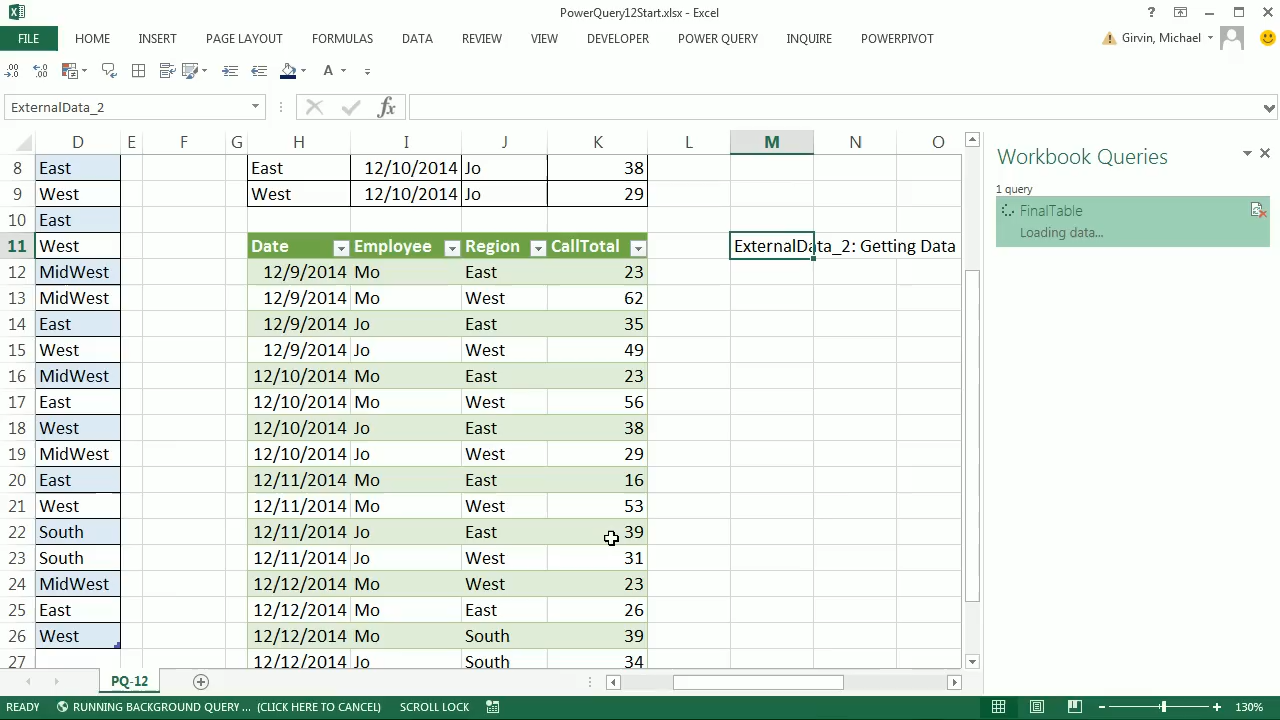 PowerQuery12Start.xlsx - Excel
FILE HOME INSERT PAGE LAYOUT FORMULAS DATA REVIEW VIEW DEVELOPER POWER QUERY INQUIRE POWERPIVOT Girvin, Michael
ExternalData_2 fx
D E F G H I J K L M N O
8 East East 12/10/2014 Jo 38
9 West West 12/10/2014 Jo 29
10 East
11 West Date Employee Region CallTotal ExternalData_2: Getting Data
12 MidWest 12/9/2014 Mo East 23
13 MidWest 12/9/2014 Mo West 62
14 East 12/9/2014 Jo East 35
15 West 12/9/2014 Jo West 49
16 MidWest 12/10/2014 Mo East 23
17 East 12/10/2014 Mo West 56
18 West 12/10/2014 Jo East 38
19 MidWest 12/10/2014 Jo West 29
20 East 12/11/2014 Mo East 16
21 West 12/11/2014 Mo West 53
22 South 12/11/2014 Jo East 39
23 South 12/11/2014 Jo West 31
24 MidWest 12/12/2014 Mo West 23
25 East 12/12/2014 Mo East 26
26 West 12/12/2014 Mo South 39
27 12/12/2014 Jo South 34
Workbook Queries
1 query
FinalTable
Loading data...
PQ-12
READY RUNNING BACKGROUND QUERY ... (CLICK HERE TO CANCEL) SCROLL LOCK 130%